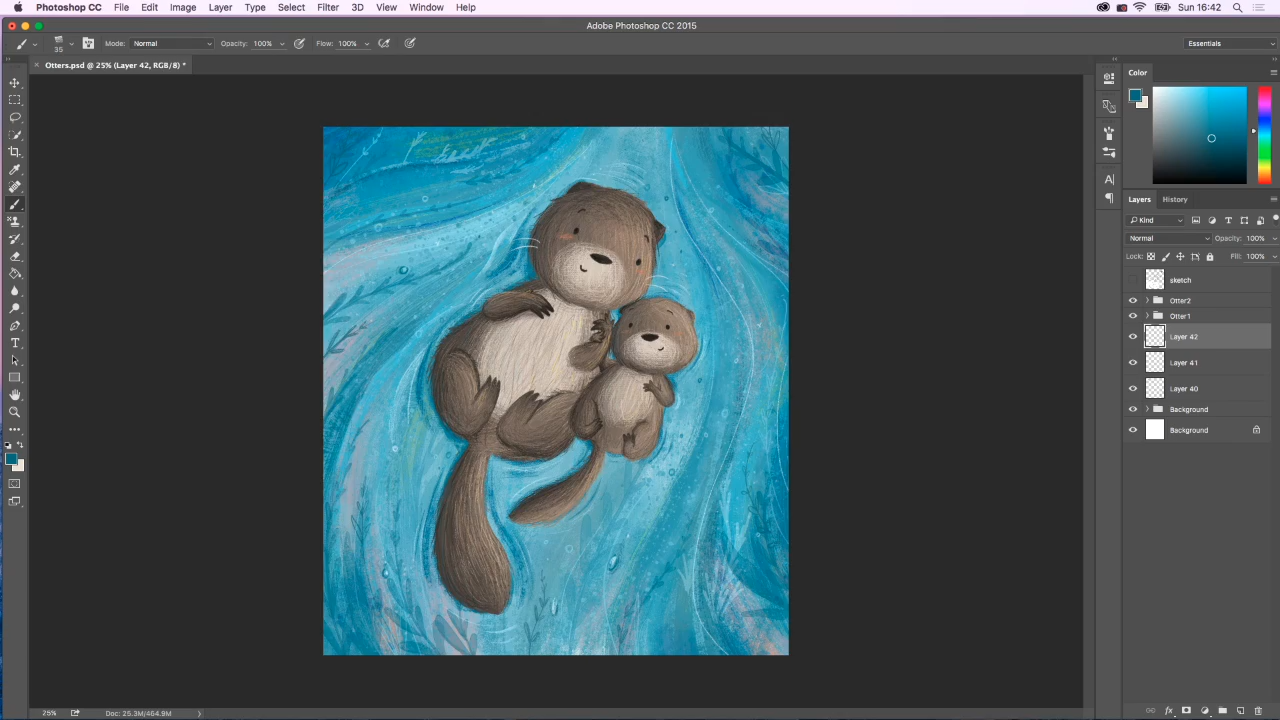 Photoshop CC File Edit Image Layer Type Select Filter 3D View Window Help Sun 16:42
Adobe Photoshop CC 2015
35 Mode: Normal Opacity: 100% Flow: 100% Essentials
× Otters.psd @ 25% (Layer 42, RGB/8) *
Color
Layers History
Kind
Normal Opacity: 100%
Lock: Fill: 100%
sketch
Otter2
Otter1
Layer 42
Layer 41
Layer 40
Background
Background
25% Doc: 25.3M/464.9M
fx